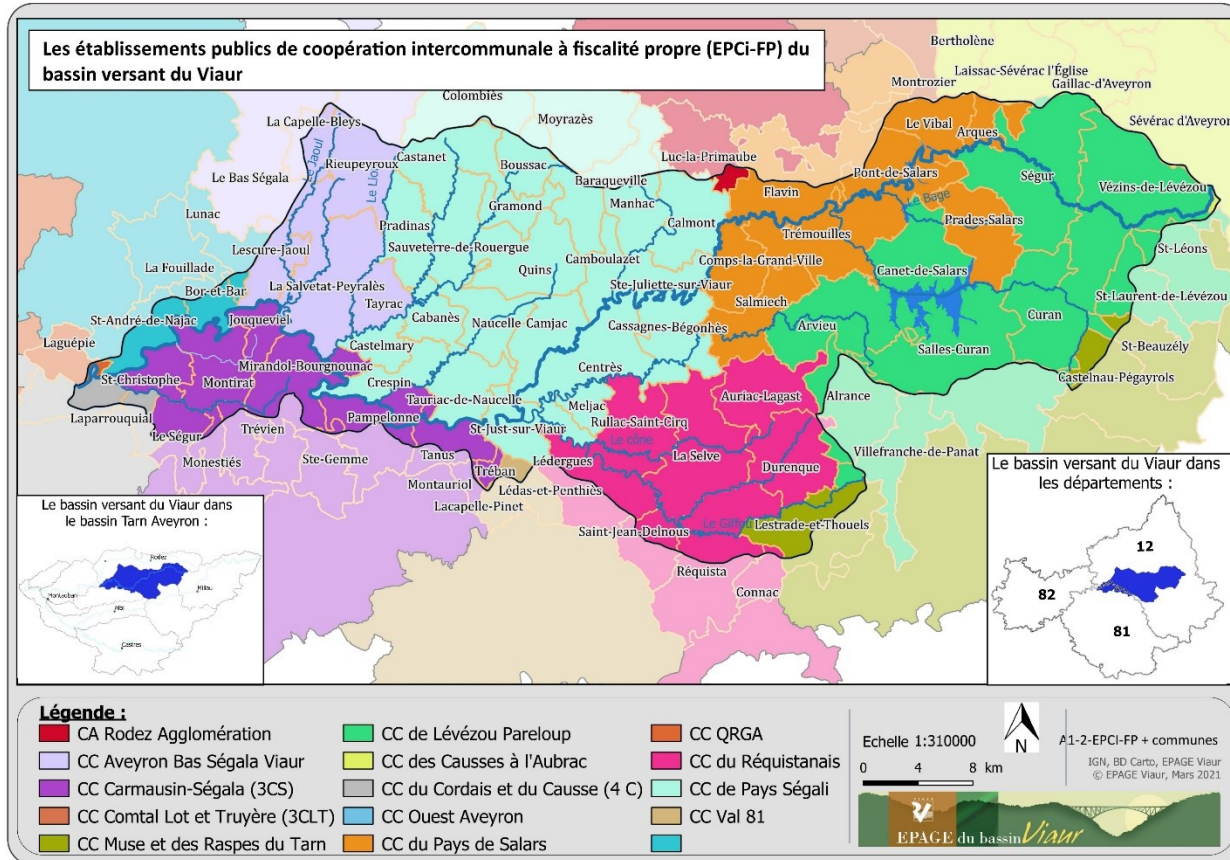 Les établissements publics de coopération intercommunale à fiscalité propre (EPCi-FP) du
bassin versant du Viaur
Bertholène
Laissac-Sévérac l'Église
Montrozier
Gaillac-d'Aveyron
Colombiès
Moyrazès
La Capelle-Bleys
Le Vibal
Arques
Sévérac d'Aveyron
Le Jaoul
Rieupeyroux
Castanet
Boussac
Luc-la-Primaube
Le Bas Ségala
Le Lio
Baraqueville
Flavin
Pont-de-Salars
Ségur
Vézins-de-Lévézou
Gramond
Manhac
Le Bage
Lunac
Pradinas
Calmont
Trémouilles
Prades-Salars
Lescure-Jaoul
Sauveterre-de-Rouergue
St-Léons
La Fouillade
Quins
Camboulazet
Comps-la-Grand-Ville
Canet-de-Salars
Bor-et-Bar
La Salvetat-Peyralès
Ste-Juliette-sur-Viaur
St-Laurent-de-Lévézou
Tayrac
Salmiech
St-André-de-Najac
Jouqueviel
Cabanès
Naucelle
Camjac
Cassagnes-Bégonhès
Arvieu
Curan
Laguépie
Castelmary
Salles-Curan
St-Beauzély
St-Christophe
Montirat
Mirandol-Bourgnounac
Centrès
Castelnau-Pégayrols
Crespin
Auriac-Lagast
Alrance
Laparrouquial
Pampelonne
Tauriac-de-Naucelle
Meljac
Rullac-Saint-Cirq
Le Ségur
Trévien
St-Just-sur-Viaur
Le cône
Villefranche-de-Panat
Monestiés
Ste-Gemme
Tanus
Lédergues
La Selve
Durenque
Tréban
Montauriol
Lédas-et-Penthiès
Lacapelle-Pinet
Le Giffou
Lestrade-et-Thouels
Saint-Jean-Delnous
Réquista
Connac
Le bassin versant du Viaur dans
le bassin Tarn Aveyron :
Rodez
Montauban
Millau
Albi
Castres
Le bassin versant du Viaur dans
les départements :
12
82
81
Légende :
CA Rodez Agglomération
CC Aveyron Bas Ségala Viaur
CC Carmausin-Ségala (3CS)
CC Comtal Lot et Truyère (3CLT)
CC Muse et des Raspes du Tarn
CC de Lévézou Pareloup
CC des Causses à l'Aubrac
CC du Cordais et du Causse (4 C)
CC Ouest Aveyron
CC du Pays de Salars
CC QRGA
CC du Réquistanais
CC de Pays Ségali
CC Val 81
Echelle 1:310000
0 4 8 km
N
A1-2-EPCI-FP + communes
IGN, BD Carto, EPAGE Viaur
© EPAGE Viaur, Mars 2021
EPAGE du bassin Viaur